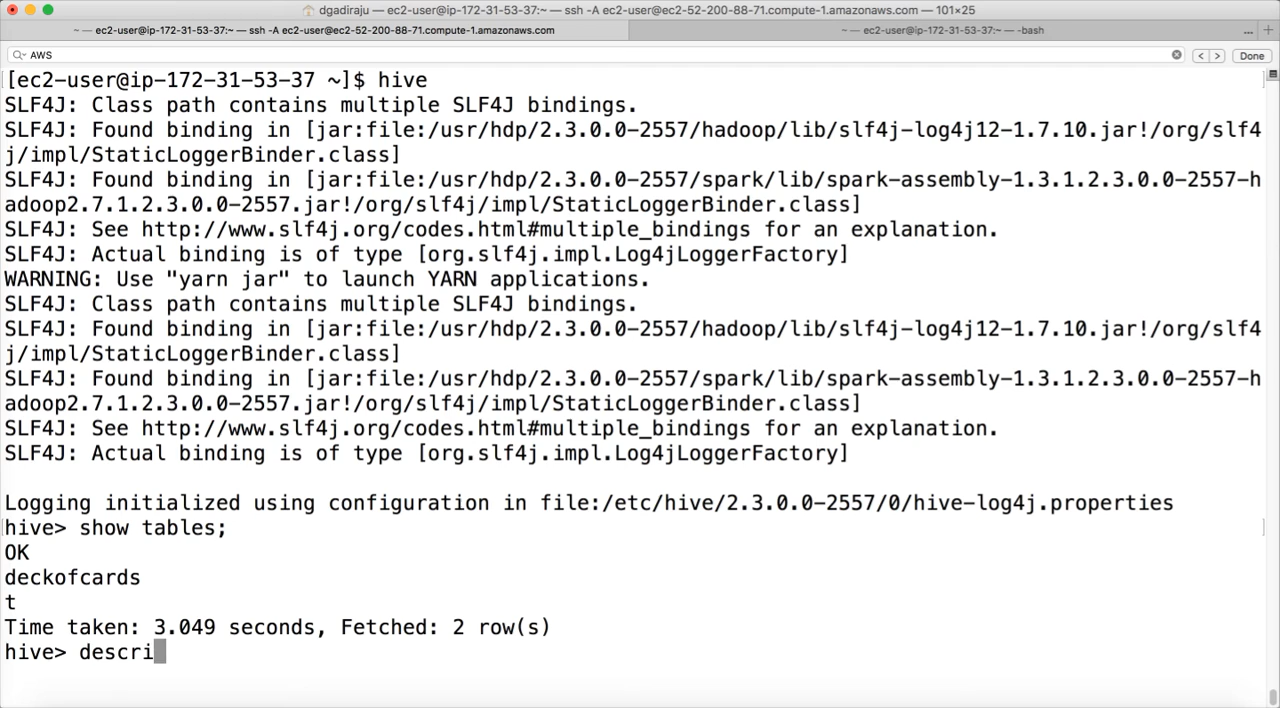 dgadiraju — ec2-user@ip-172-31-53-37:~ — ssh -A ec2-user@ec2-52-200-88-71.compute-1.amazonaws.com — 101×25
~ — ec2-user@ip-172-31-53-37:~ — ssh -A ec2-user@ec2-52-200-88-71.compute-1.amazonaws.com
~ — ec2-user@ip-172-31-53-37:~ — -bash
... +
AWS
< > Done
[ec2-user@ip-172-31-53-37 ~]$ hive
SLF4J: Class path contains multiple SLF4J bindings.
SLF4J: Found binding in [jar:file:/usr/hdp/2.3.0.0-2557/hadoop/lib/slf4j-log4j12-1.7.10.jar!/org/slf4
j/impl/StaticLoggerBinder.class]
SLF4J: Found binding in [jar:file:/usr/hdp/2.3.0.0-2557/spark/lib/spark-assembly-1.3.1.2.3.0.0-2557-h
adoop2.7.1.2.3.0.0-2557.jar!/org/slf4j/impl/StaticLoggerBinder.class]
SLF4J: See http://www.slf4j.org/codes.html#multiple_bindings for an explanation.
SLF4J: Actual binding is of type [org.slf4j.impl.Log4jLoggerFactory]
WARNING: Use "yarn jar" to launch YARN applications.
SLF4J: Class path contains multiple SLF4J bindings.
SLF4J: Found binding in [jar:file:/usr/hdp/2.3.0.0-2557/hadoop/lib/slf4j-log4j12-1.7.10.jar!/org/slf4
j/impl/StaticLoggerBinder.class]
SLF4J: Found binding in [jar:file:/usr/hdp/2.3.0.0-2557/spark/lib/spark-assembly-1.3.1.2.3.0.0-2557-h
adoop2.7.1.2.3.0.0-2557.jar!/org/slf4j/impl/StaticLoggerBinder.class]
SLF4J: See http://www.slf4j.org/codes.html#multiple_bindings for an explanation.
SLF4J: Actual binding is of type [org.slf4j.impl.Log4jLoggerFactory]
Logging initialized using configuration in file:/etc/hive/2.3.0.0-2557/0/hive-log4j.properties
hive> show tables;
OK
deckofcards
t
Time taken: 3.049 seconds, Fetched: 2 row(s)
hive> descri